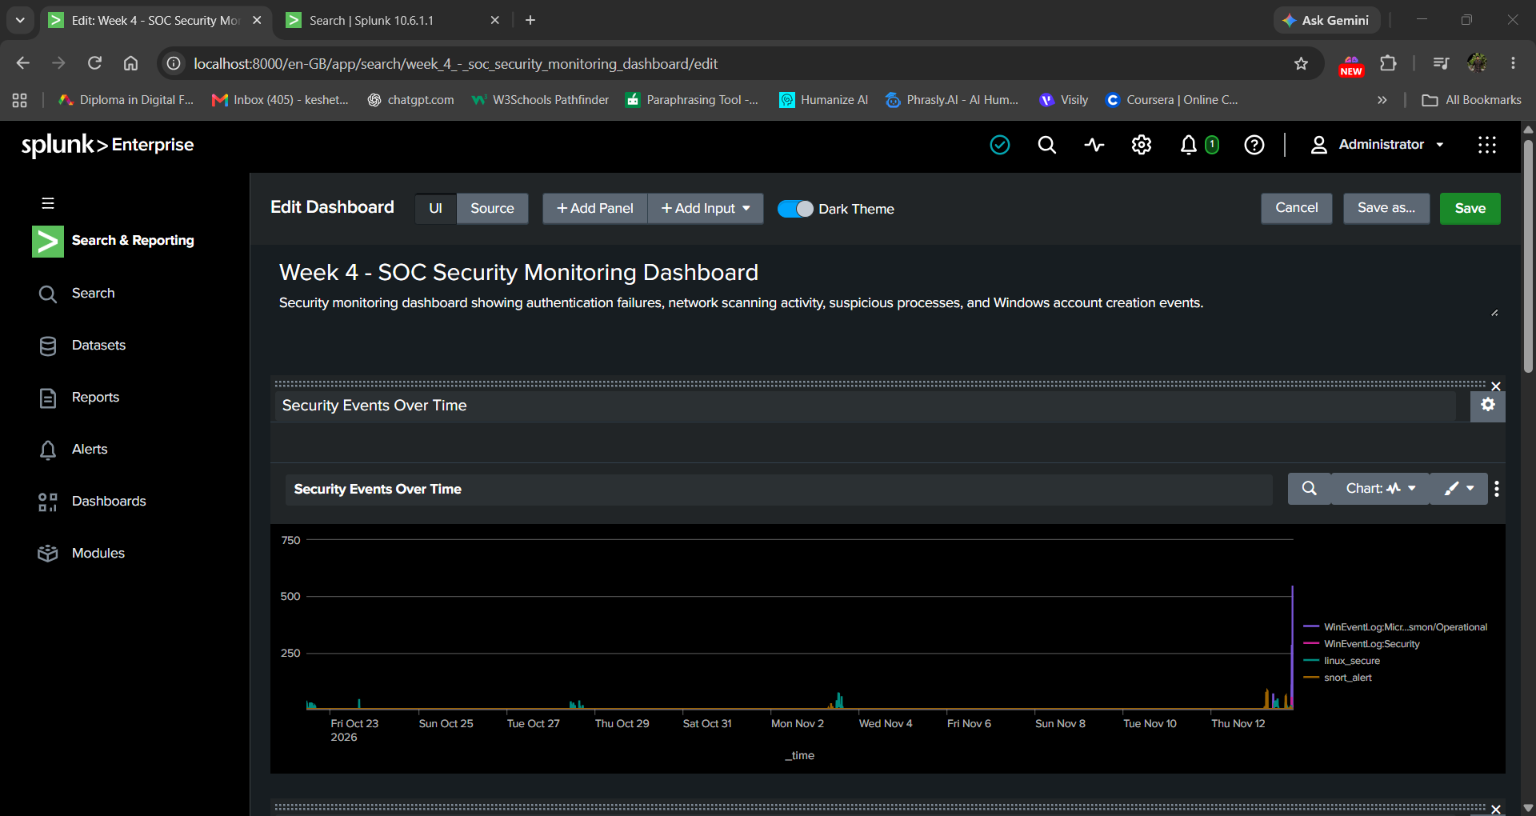 Edit: Week 4 - SOC Security Mo
Search | Splunk 10.6.1.1
Ask Gemini
localhost:8000/en-GB/app/search/week_4_-_soc_security_monitoring_dashboard/edit
NEW
Diploma in Digital F...
Inbox (405) - keshet...
chatgpt.com
W3Schools Pathfinder
Paraphrasing Tool -...
Humanize AI
Phrasly.AI - AI Hum...
Visily
Coursera | Online C...
All Bookmarks
splunk>Enterprise
1
Administrator
Edit Dashboard
UI
Source
+ Add Panel
+ Add Input
Dark Theme
Cancel
Save as...
Save
Search & Reporting
Search
Datasets
Reports
Alerts
Dashboards
Modules
Week 4 - SOC Security Monitoring Dashboard
Security monitoring dashboard showing authentication failures, network scanning activity, suspicious processes, and Windows account creation events.
Security Events Over Time
Security Events Over Time
Chart:
750
500
250
WinEventLog:Micr...smon/Operational
WinEventLog:Security
linux_secure
snort_alert
Fri Oct 23
2026
Sun Oct 25
Tue Oct 27
Thu Oct 29
Sat Oct 31
Mon Nov 2
Wed Nov 4
Fri Nov 6
Sun Nov 8
Tue Nov 10
Thu Nov 12
_time